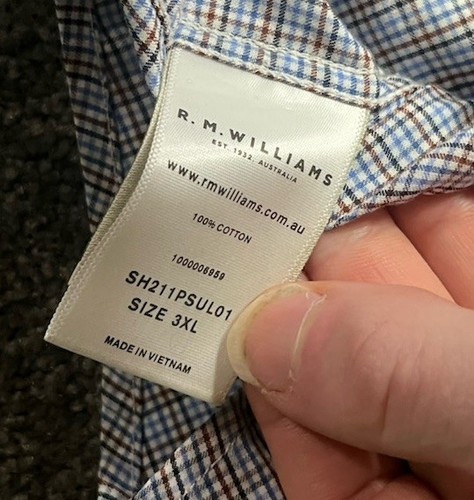 R.M.WILLIAMS
EST. 1932. AUSTRALIA
www.rmwilliams.com.au
100% COTTON
1000006959
SH211PSUL01
SIZE 3XL
MADE IN VIETNAM